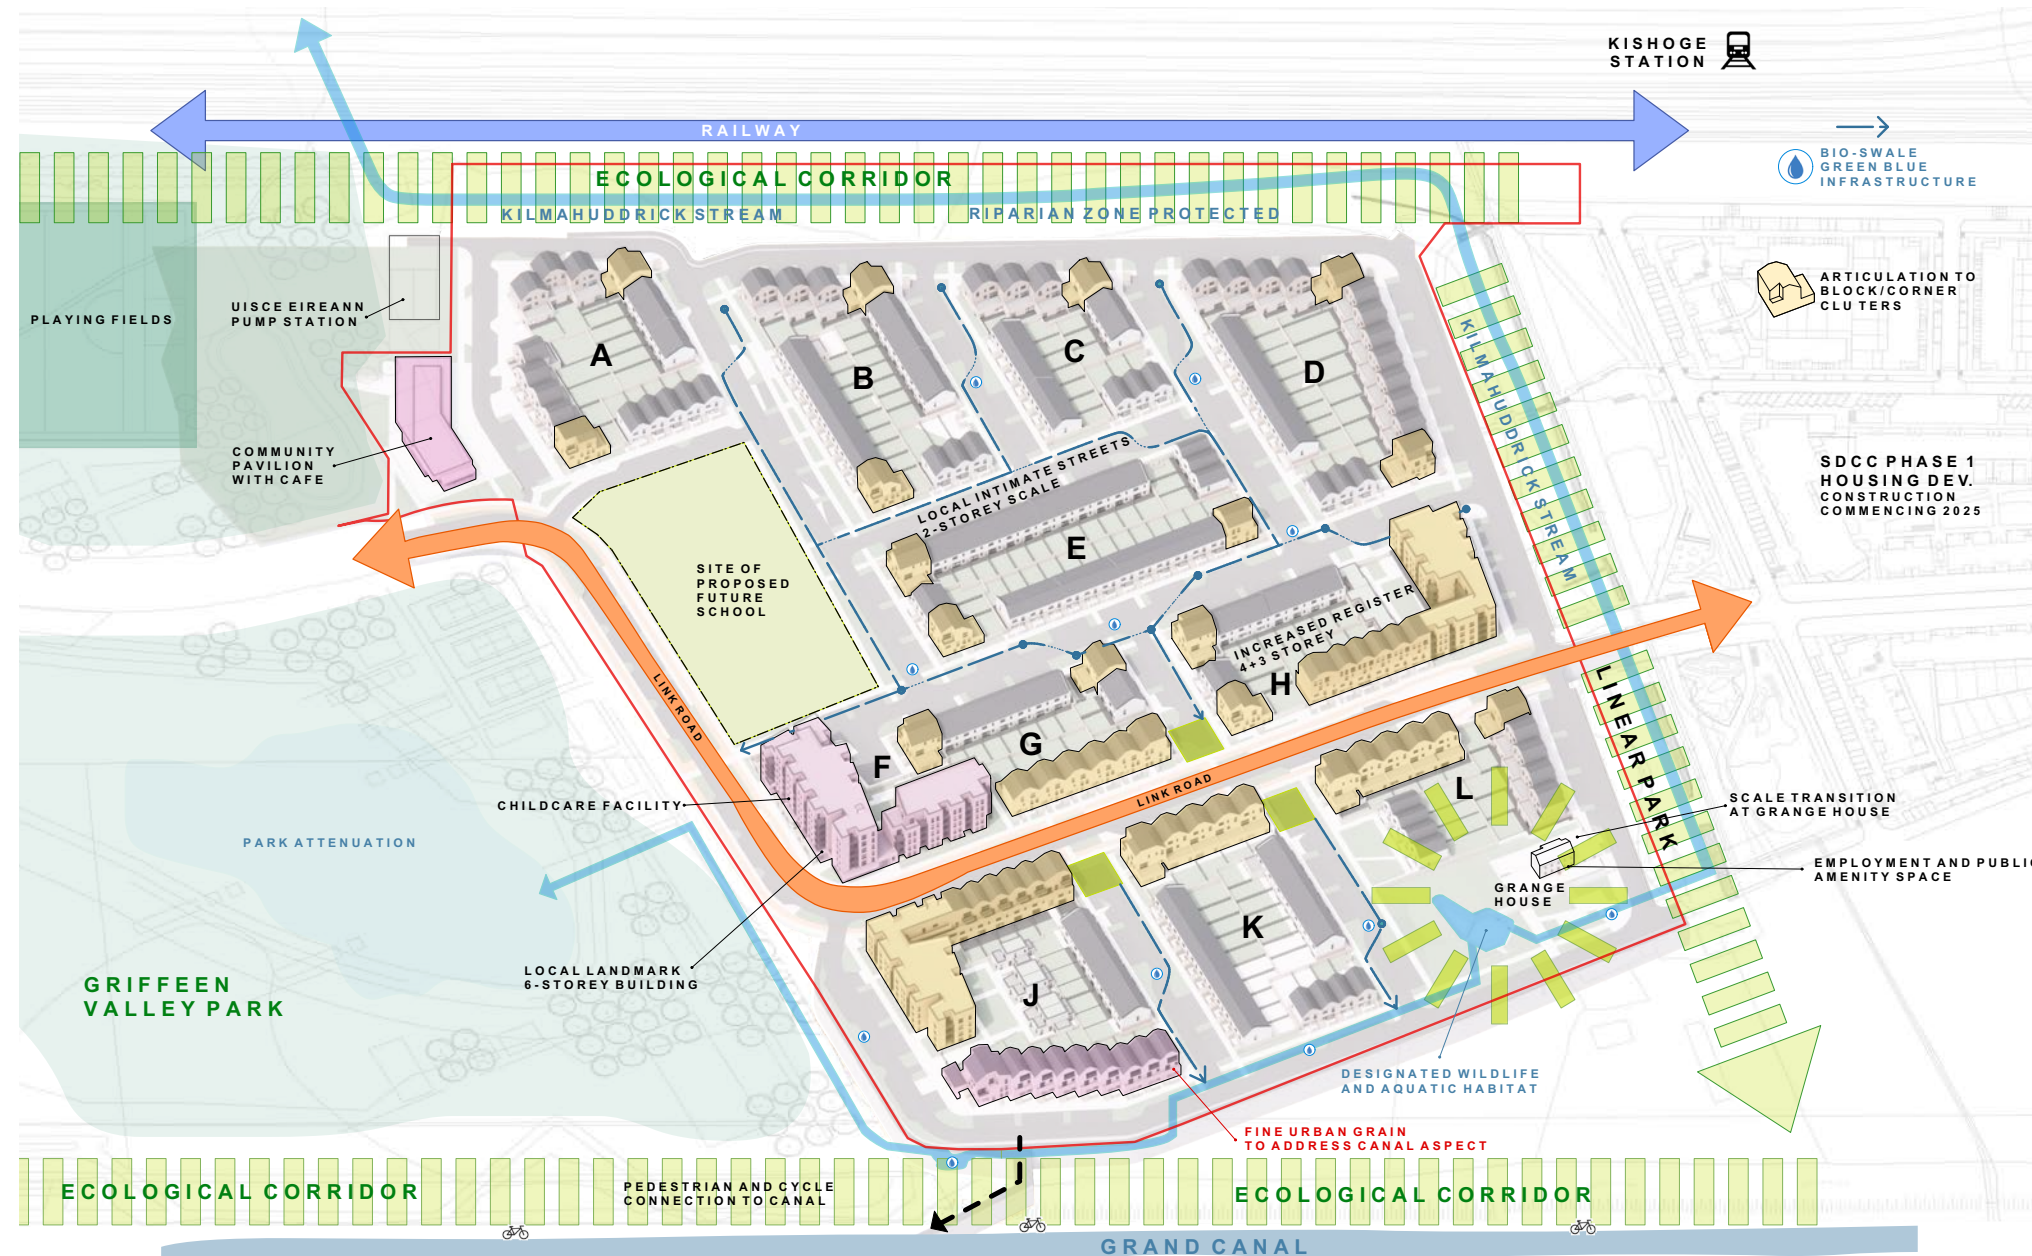 KISHOGE
STATION
RAILWAY
BIO-SWALE
GREEN BLUE
INFRASTRUCTURE
ECOLOGICAL CORRIDOR
KILMAHUDDRICK STREAM
RIPARIAN ZONE PROTECTED
ARTICULATION TO
BLOCK/CORNER
CLU TERS
UISCE EIREANN
PUMP STATION
PLAYING FIELDS
A
B
C
D
KILMAHUDDRICK STREAM
COMMUNITY
PAVILION
WITH CAFE
LOCAL INTIMATE STREETS
2-STOREY SCALE
SDCC PHASE 1
HOUSING DEV.
CONSTRUCTION
COMMENCING 2025
E
SITE OF
PROPOSED
FUTURE
SCHOOL
INCREASED REGISTER
4+3 STOREY
H
LINK ROAD
LINEAR PARK
G
F
LINK ROAD
L
CHILDCARE FACILITY
SCALE TRANSITION
AT GRANGE HOUSE
PARK ATTENUATION
EMPLOYMENT AND PUBLIC
AMENITY SPACE
GRANGE
HOUSE
K
LOCAL LANDMARK
6-STOREY BUILDING
J
GRIFFEEN
VALLEY PARK
DESIGNATED WILDLIFE
AND AQUATIC HABITAT
FINE URBAN GRAIN
TO ADDRESS CANAL ASPECT
ECOLOGICAL CORRIDOR
PEDESTRIAN AND CYCLE
CONNECTION TO CANAL
ECOLOGICAL CORRIDOR
GRAND CANAL